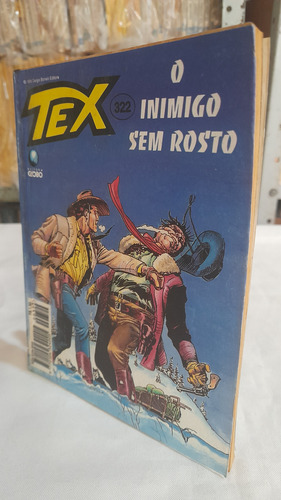 TEX
322
O
INIMIGO
SEM ROSTO
GLOBO